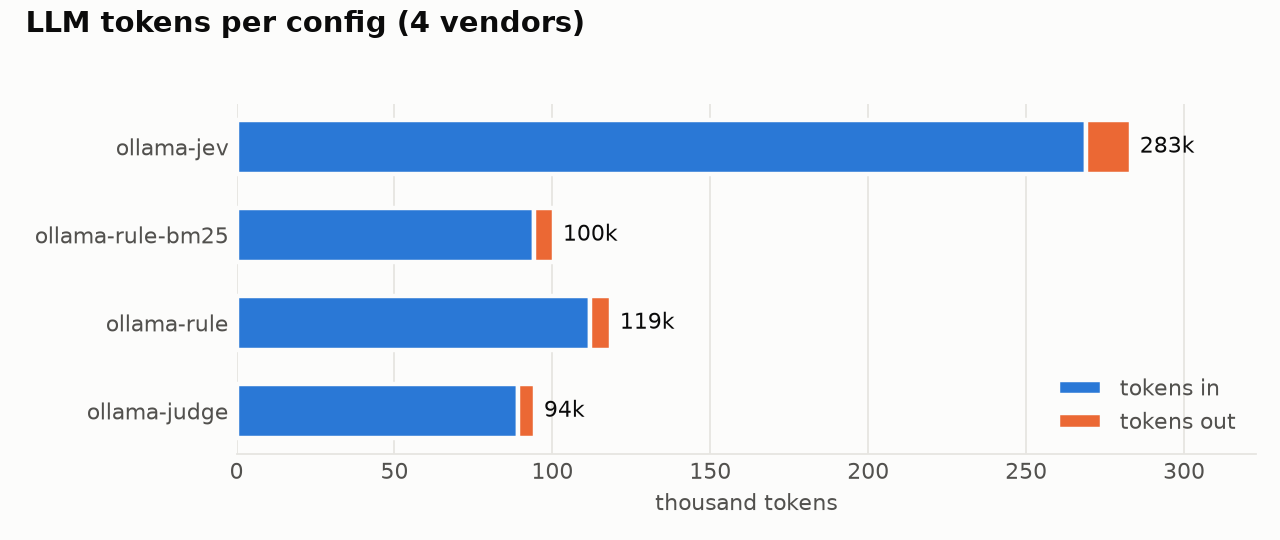 LLM tokens per config (4 vendors)
ollama-jev
283k
ollama-rule-bm25
100k
ollama-rule
119k
ollama-judge
94k
tokens in
tokens out
0 50 100 150 200 250 300
thousand tokens